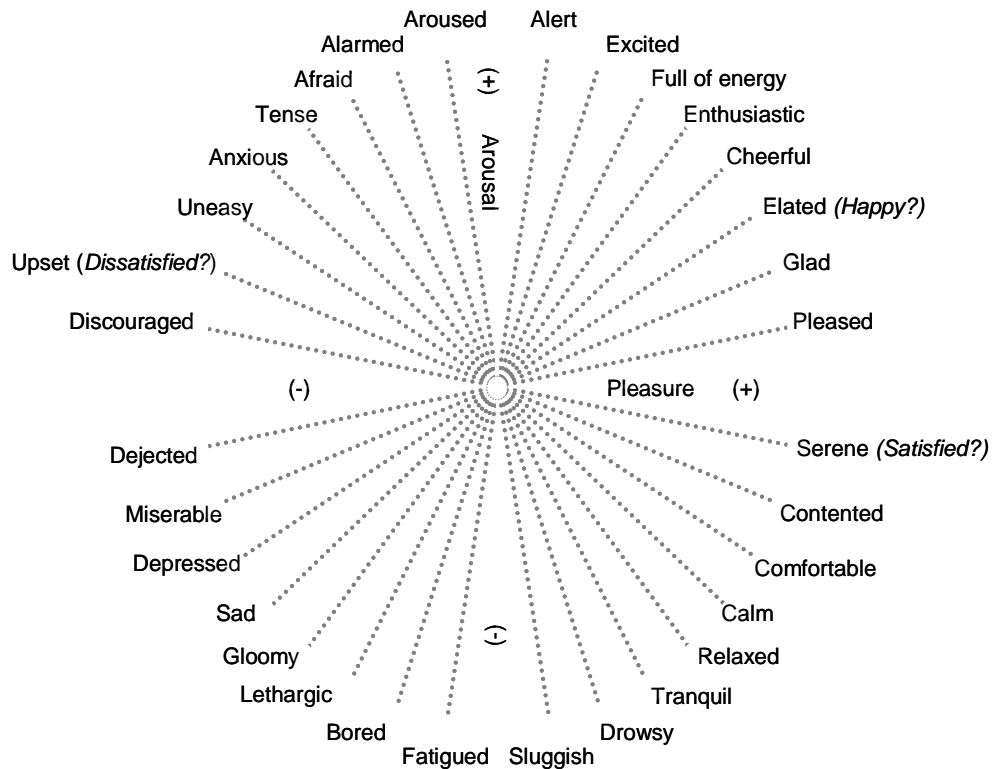 Aroused
Alert
Alarmed
Excited
Afraid
(+)
Full of energy
Tense
Enthusiastic
Anxious
Arousal
Cheerful
Uneasy
Elated (Happy?)
Upset (Dissatisfied?)
Glad
Discouraged
Pleased
(-)
Pleasure (+)
Dejected
Serene (Satisfied?)
Miserable
Contented
Depressed
Comfortable
Sad
Calm
(-)
Gloomy
Relaxed
Lethargic
Tranquil
Bored
Drowsy
Fatigued
Sluggish